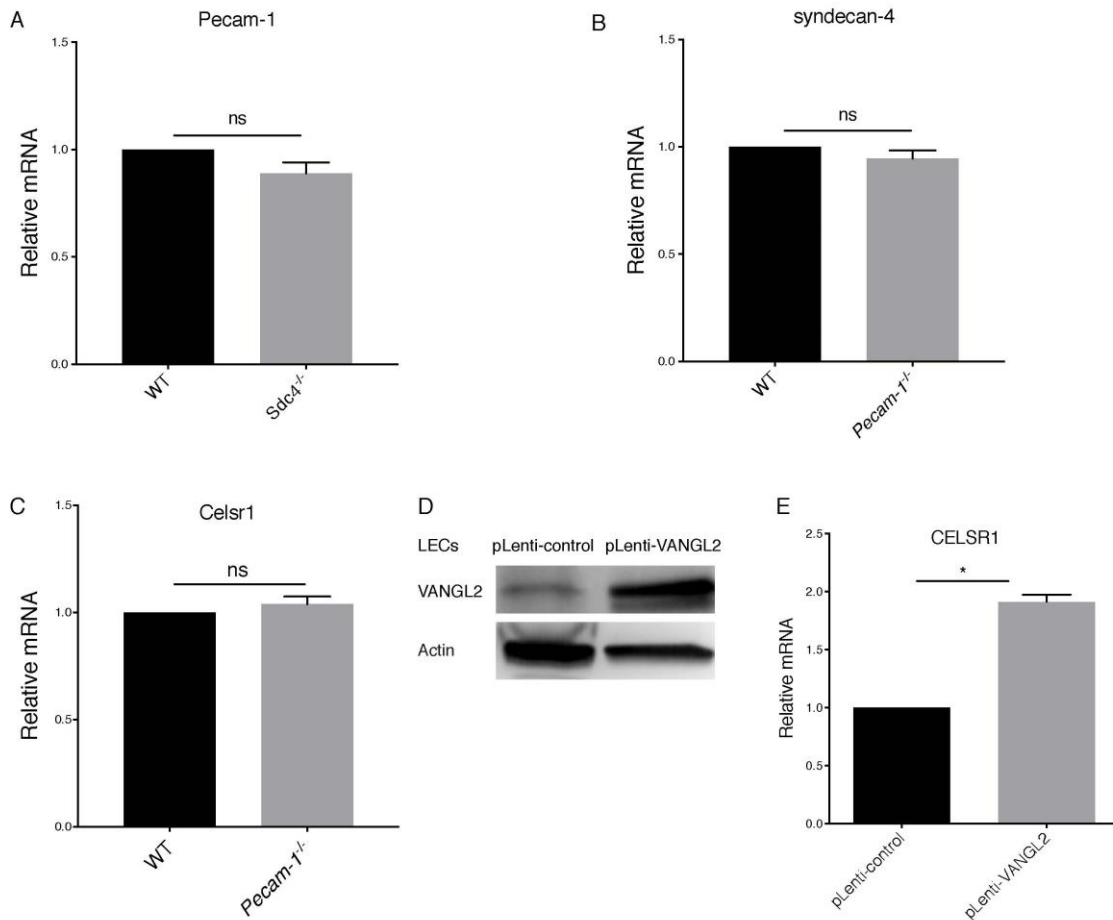 A
Pecam-1
1.5
1.0
0.5
0.0
Relative mRNA
ns
WT
Sdc4-/-
B
syndecan-4
1.5
1.0
0.5
0.0
Relative mRNA
ns
WT
Pecam-1-/-
C
Celsr1
1.5
1.0
0.5
0.0
Relative mRNA
ns
WT
Pecam-1-/-
D
LECs pLenti-control pLenti-VANGL2
VANGL2
Actin
E
CELSR1
2.5
2.0
1.5
1.0
0.5
0.0
Relative mRNA
*
pLenti-control
pLenti-VANGL2